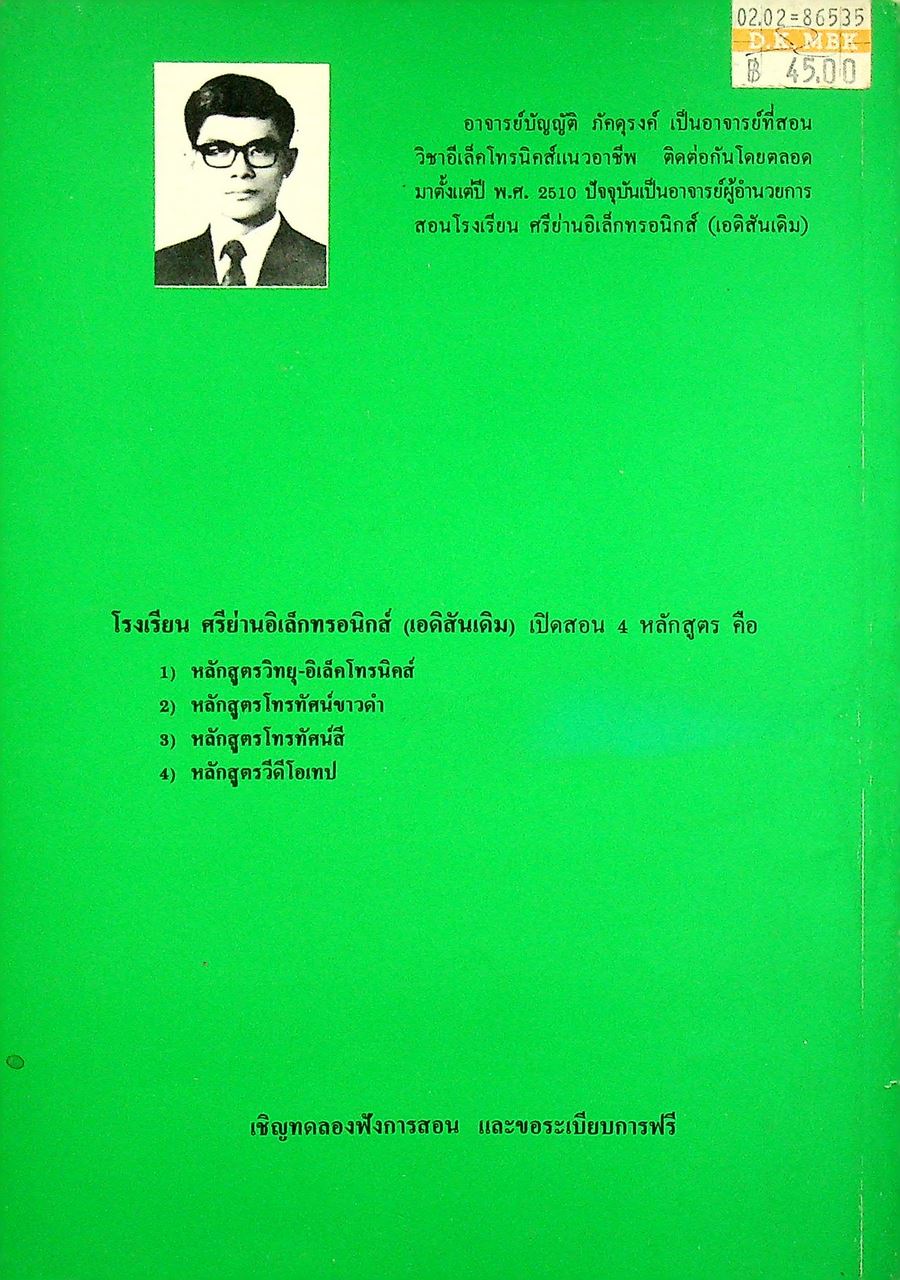 02.02=86535
D.K. MBK
฿ 45.00
อาจารย์บัญญัติ ภัคดุรงค์ เป็นอาจารย์ที่สอน
วิชาอีเล็คโทรนิคส์แนวอาชีพ ติดต่อกันโดยตลอด
มาตั้งแต่ปี พ.ศ. 2510 ปัจจุบันเป็นอาจารย์ผู้อำนวยการ
สอนโรงเรียน ศรีย่านอิเล็กทรอนิกส์ (เอดิสันเดิม)
โรงเรียน ศรีย่านอิเล็กทรอนิกส์ (เอดิสันเดิม) เปิดสอน 4 หลักสูตร คือ
1) หลักสูตรวิทยุ-อิเล็คโทรนิคส์
2) หลักสูตรโทรทัศน์ขาวดำ
3) หลักสูตรโทรทัศน์สี
4) หลักสูตรวีดีโอเทป
เชิญทดลองฟังการสอน และขอระเบียบการฟรี